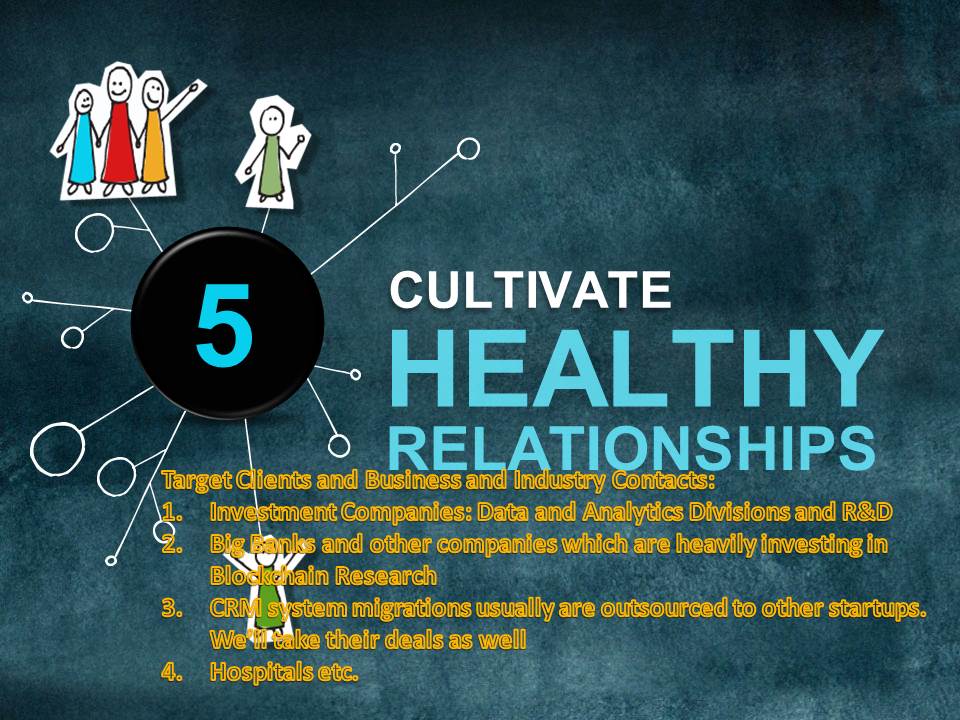 5
CULTIVATE
HEALTHY
RELATIONSHIPS
Target Clients and Business and Industry Contacts:
1. Investment Companies: Data and Analytics Divisions and R&D
2. Big Banks and other companies which are heavily investing in
Blockchain Research
3. CRM system migrations usually are outsourced to other startups.
We'll take their deals as well
4. Hospitals etc.